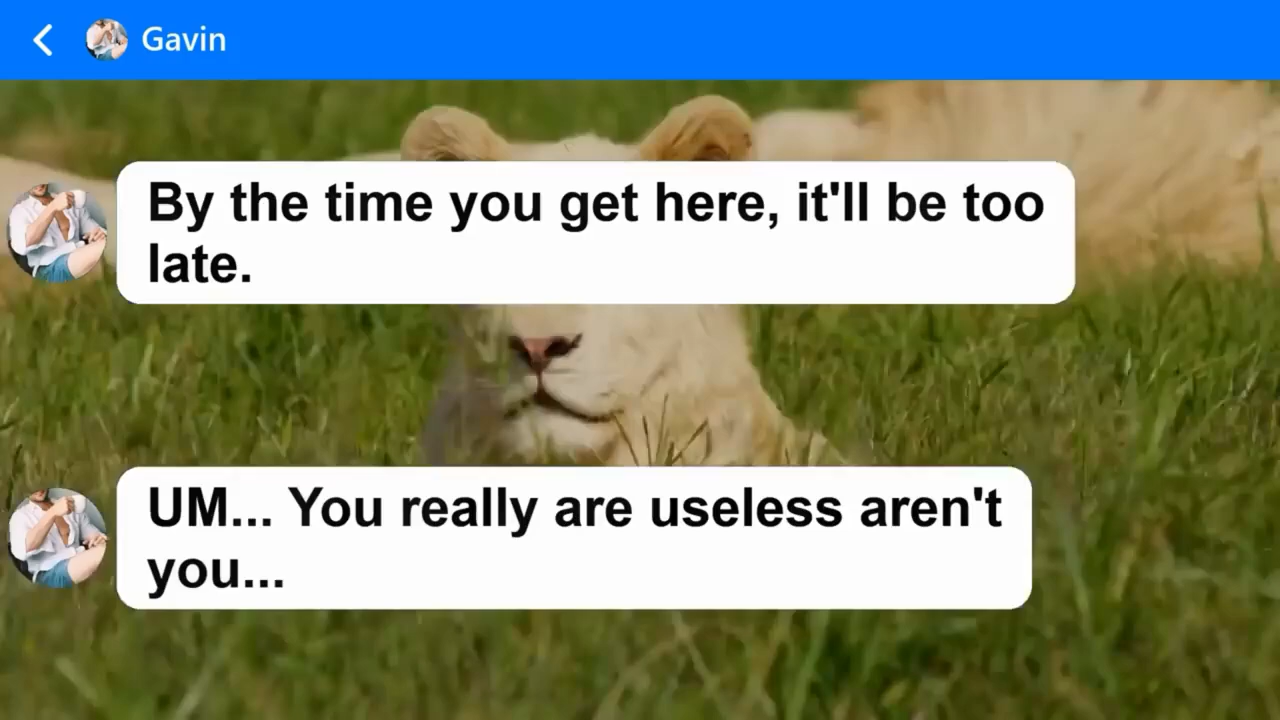 Gavin
By the time you get here, it'll be too
late.
UM... You really are useless aren't
you...